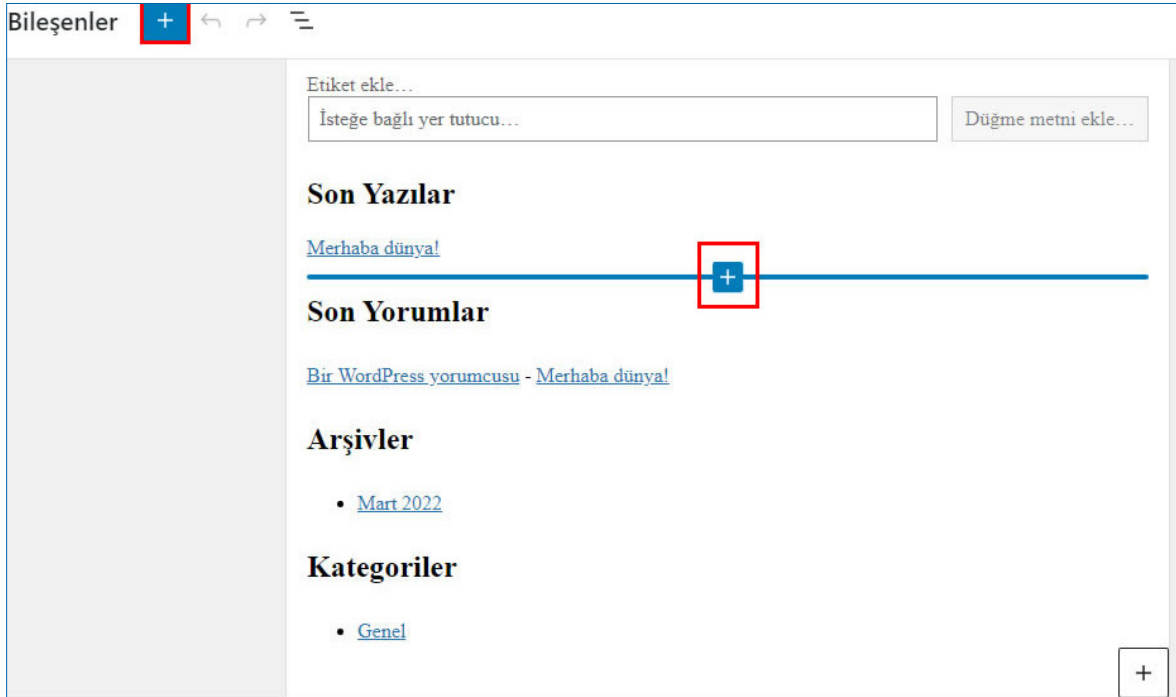 Bileşenler
Etiket ekle…
İsteğe bağlı yer tutucu…
Düğme metni ekle…
Son Yazılar
Merhaba dünya!
Son Yorumlar
Bir WordPress yorumcusu - Merhaba dünya!
Arşivler
Mart 2022
Kategoriler
Genel